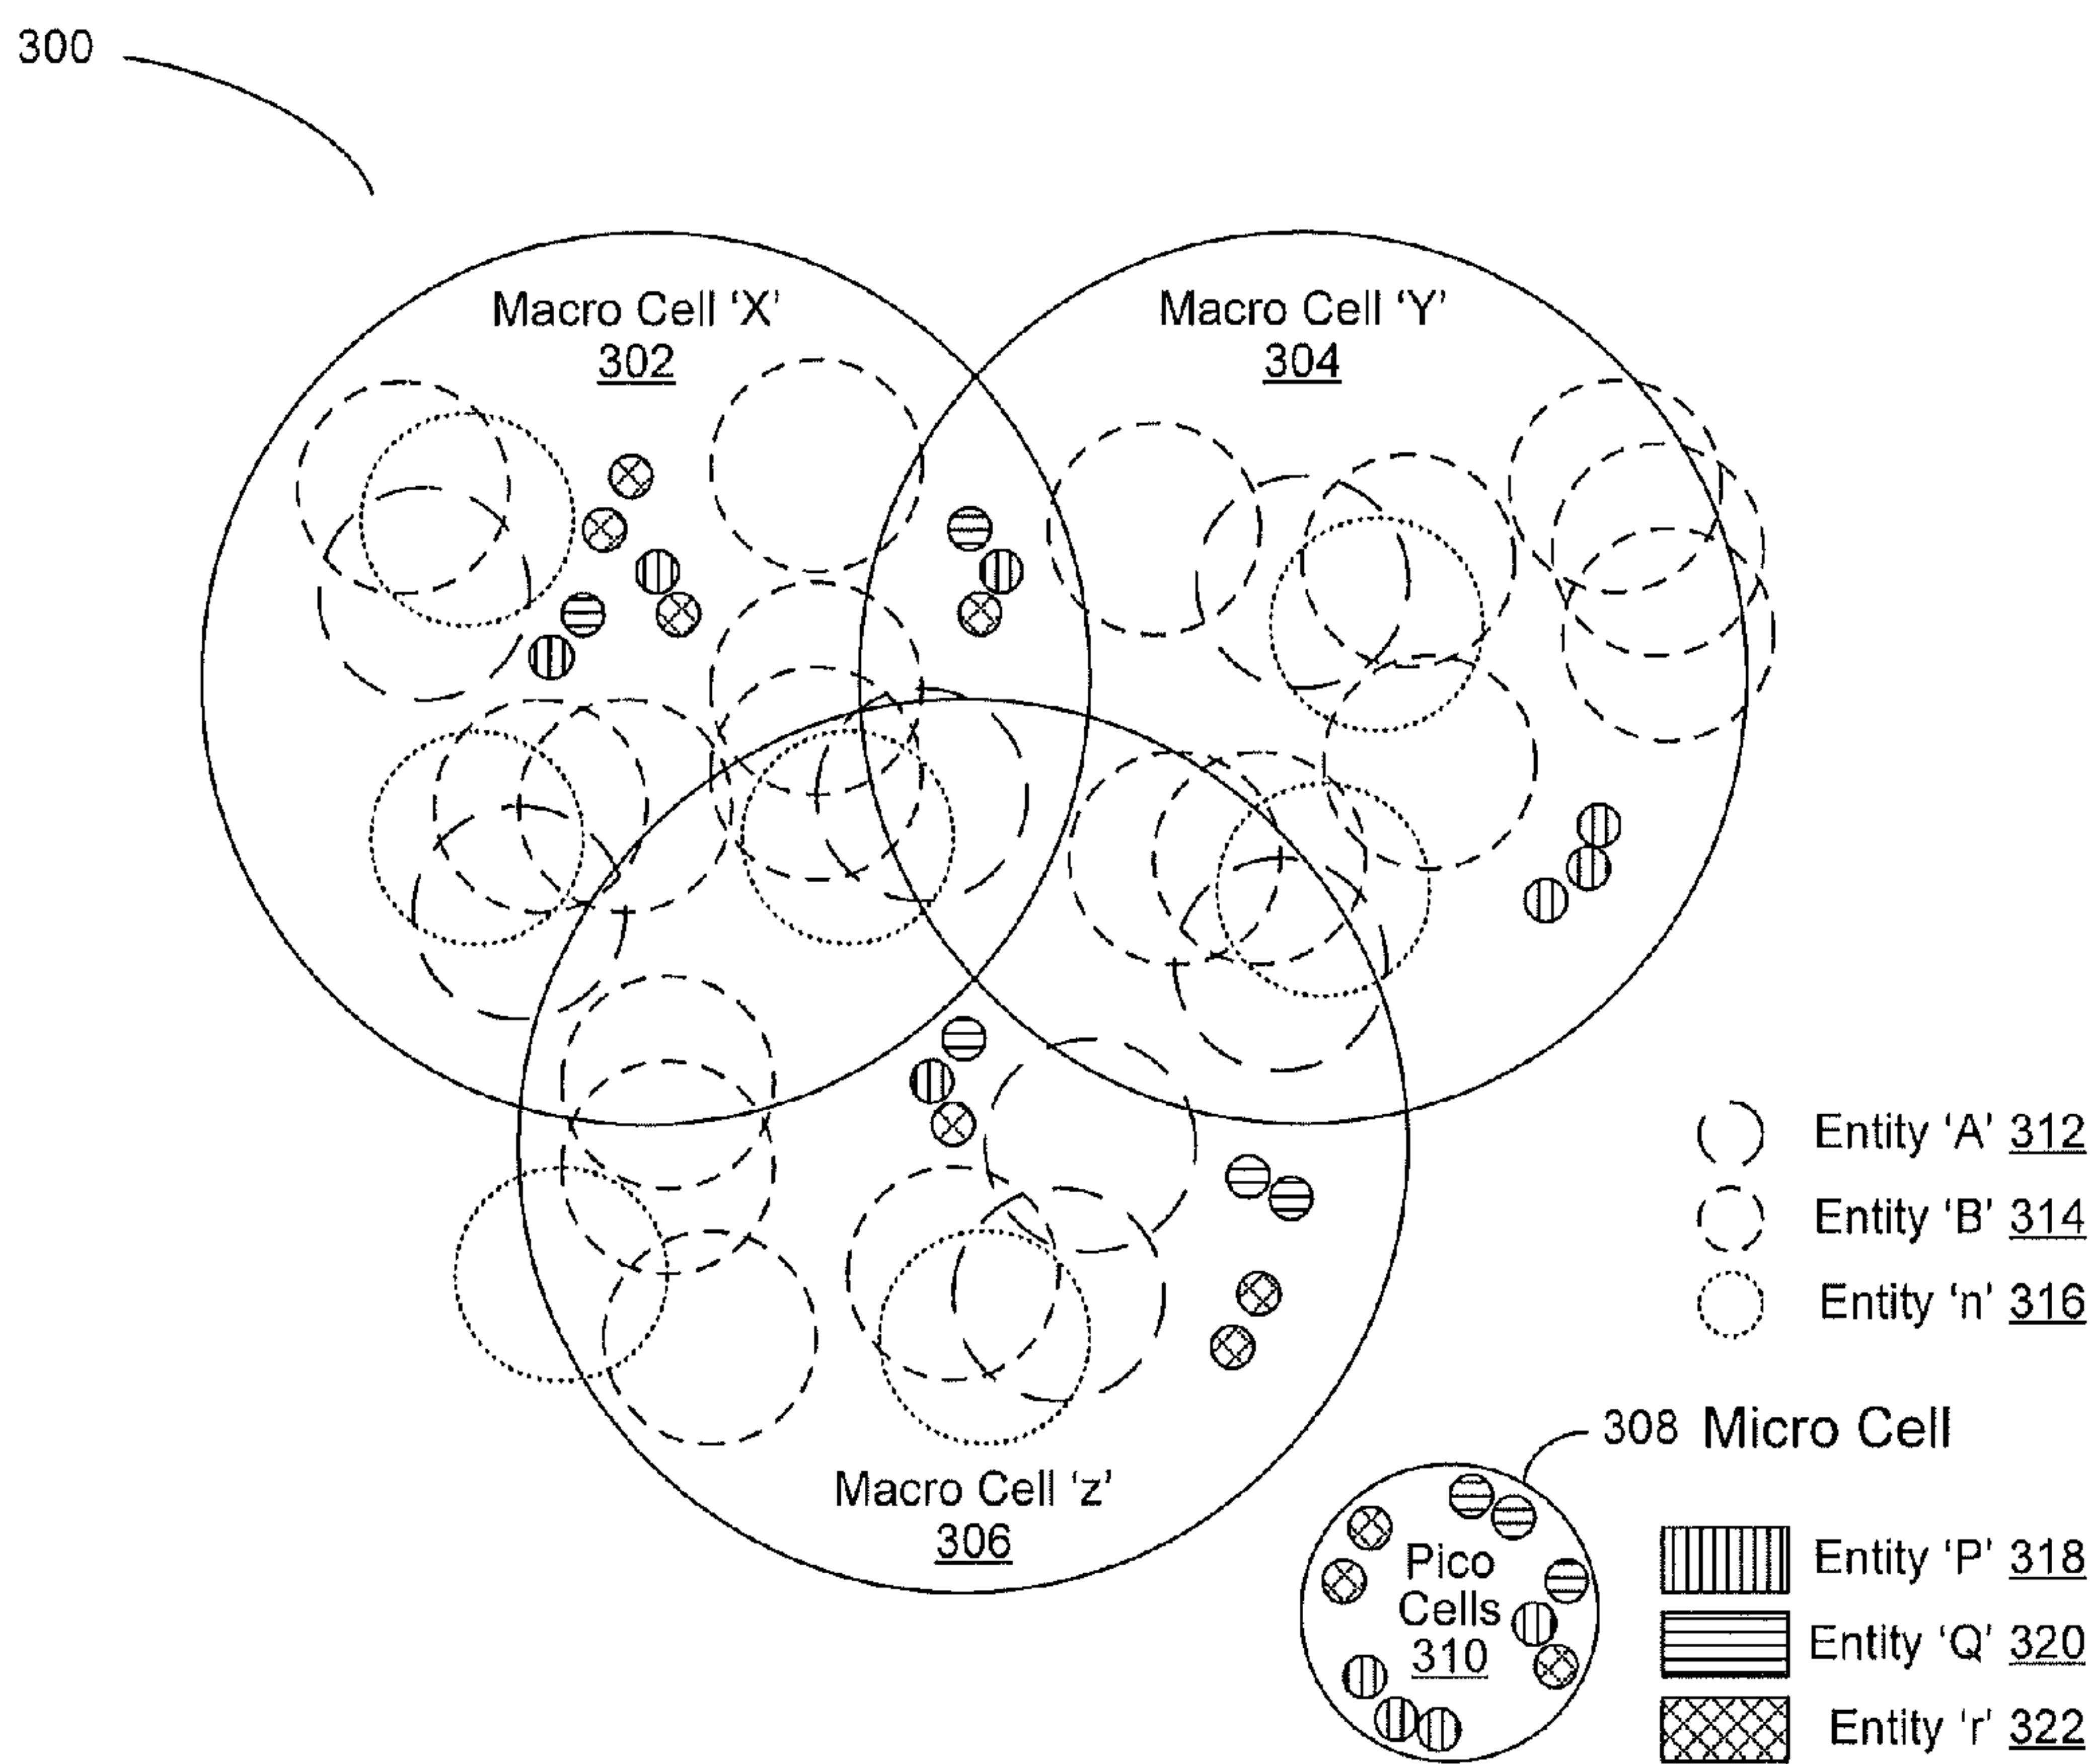 300
Macro Cell ‘X’
302
Macro Cell ‘Y’
304
Entity ‘A’ 312
Entity ‘B’ 314
Entity ‘n’ 316
308 Micro Cell
Macro Cell ‘z’
306
Pico
Cells
310
Entity ‘P’ 318
Entity ‘Q’ 320
Entity ‘r’ 322